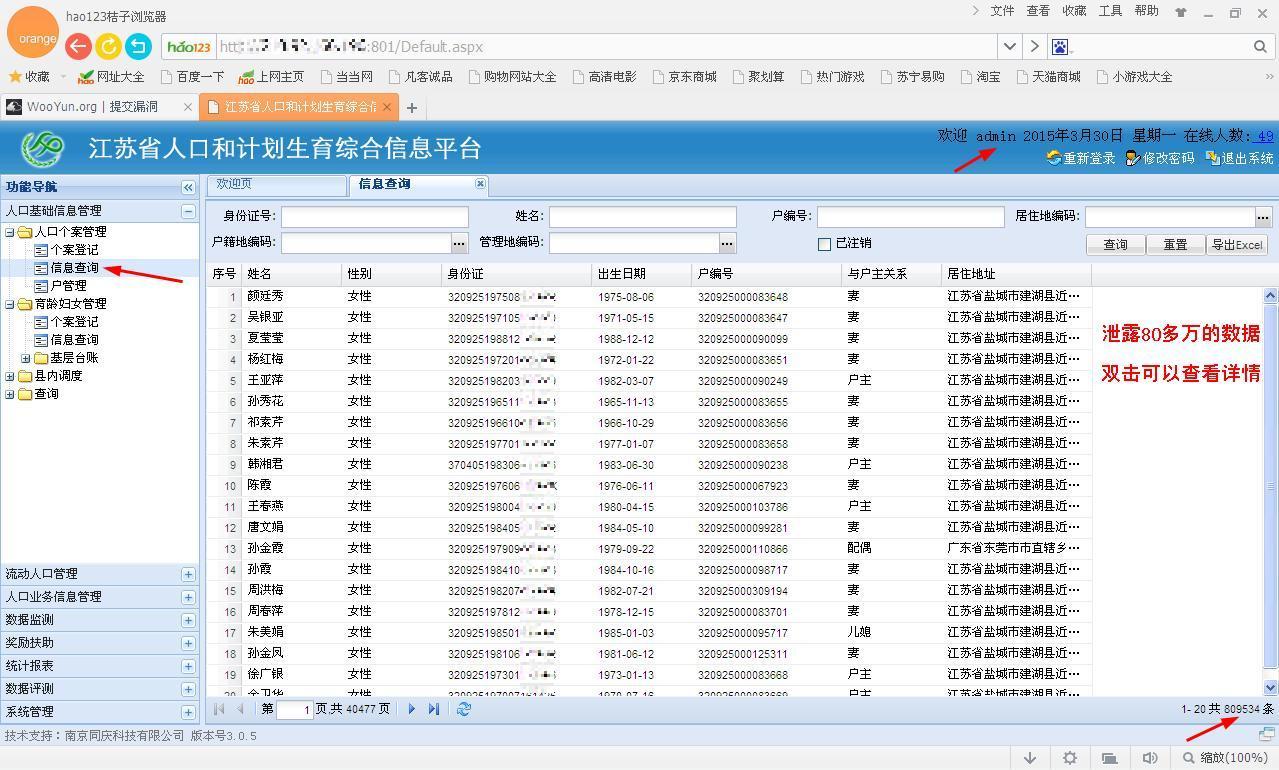 hao123桔子浏览器
文件 查看 收藏 工具 帮助
orange
hao123 :801/Default.aspx
收藏 网址大全 百度一下 上网主页 当当网 凡客诚品 购物网站大全 高清电影 京东商城 聚划算 热门游戏 苏宁易购 淘宝 天猫商城 小游戏大全
WooYun.org | 提交漏洞 江苏省人口和计划生育综合信
江苏省人口和计划生育综合信息平台
欢迎 admin 2015年3月30日 星期一 在线人数: 49
重新登录 修改密码 退出系统
功能导航
欢迎页 信息查询
人口基础信息管理
人口个案管理
个案登记
信息查询
户管理
育龄妇女管理
个案登记
信息查询
基层台账
县内调度
查询
流动人口管理
人口业务信息管理
数据监测
奖励扶助
统计报表
数据评测
系统管理
身份证号: 姓名: 户编号: 居住地编码:
户籍地编码: 管理地编码: 已注销 查询 重置 导出Excel
序号 姓名 性别 身份证 出生日期 户编号 与户主关系 居住地址
1 颜廷秀 女性 320925197508 1975-08-06 320925000083648 妻 江苏省盐城市建湖县近…
2 吴银亚 女性 320925197105 1971-05-15 320925000083647 妻 江苏省盐城市建湖县近…
3 夏莹莹 女性 320925198812 1988-12-12 320925000090099 妻 江苏省盐城市建湖县近…
4 杨红梅 女性 320925197201 1972-01-22 320925000083651 妻 江苏省盐城市建湖县近…
5 王亚萍 女性 320925198203 1982-03-07 320925000090249 户主 江苏省盐城市建湖县近…
6 孙秀花 女性 320925196511 1965-11-13 320925000083655 妻 江苏省盐城市建湖县近…
7 祁素芹 女性 320925196610 1966-10-29 320925000083656 妻 江苏省盐城市建湖县近…
8 朱素芹 女性 320925197701 1977-01-07 320925000083658 妻 江苏省盐城市建湖县近…
9 韩湘君 女性 370405198306 1983-06-30 320925000090238 户主 江苏省盐城市建湖县近…
10 陈霞 女性 320925197606 1976-06-11 320925000067923 妻 江苏省盐城市建湖县近…
11 王春燕 女性 320925198004 1980-04-15 320925000103786 户主 江苏省盐城市建湖县近…
12 唐文娟 女性 320925198405 1984-05-10 320925000099281 妻 江苏省盐城市建湖县近…
13 孙金霞 女性 320925197909 1979-09-22 320925000110866 配偶 广东省东莞市市直辖乡…
14 孙霞 女性 320925198410 1984-10-16 320925000098717 妻 江苏省盐城市建湖县近…
15 周洪梅 女性 320925198207 1982-07-21 320925000309194 妻 江苏省盐城市建湖县近…
16 周春萍 女性 320925197812 1978-12-15 320925000083701 妻 江苏省盐城市建湖县近…
17 朱美娟 女性 320925198501 1985-01-03 320925000095717 儿媳 江苏省盐城市建湖县近…
18 孙金凤 女性 320925198106 1981-06-12 320925000125311 妻 江苏省盐城市建湖县近…
19 徐广银 女性 320925197301 1973-01-13 320925000083668 户主 江苏省盐城市建湖县近…
泄露80多万的数据
双击可以查看详情
第 1 页,共 40477 页
1- 20 共 809534 条
技术支持：南京同庆科技有限公司 版本号3.0.5
缩放(100%)